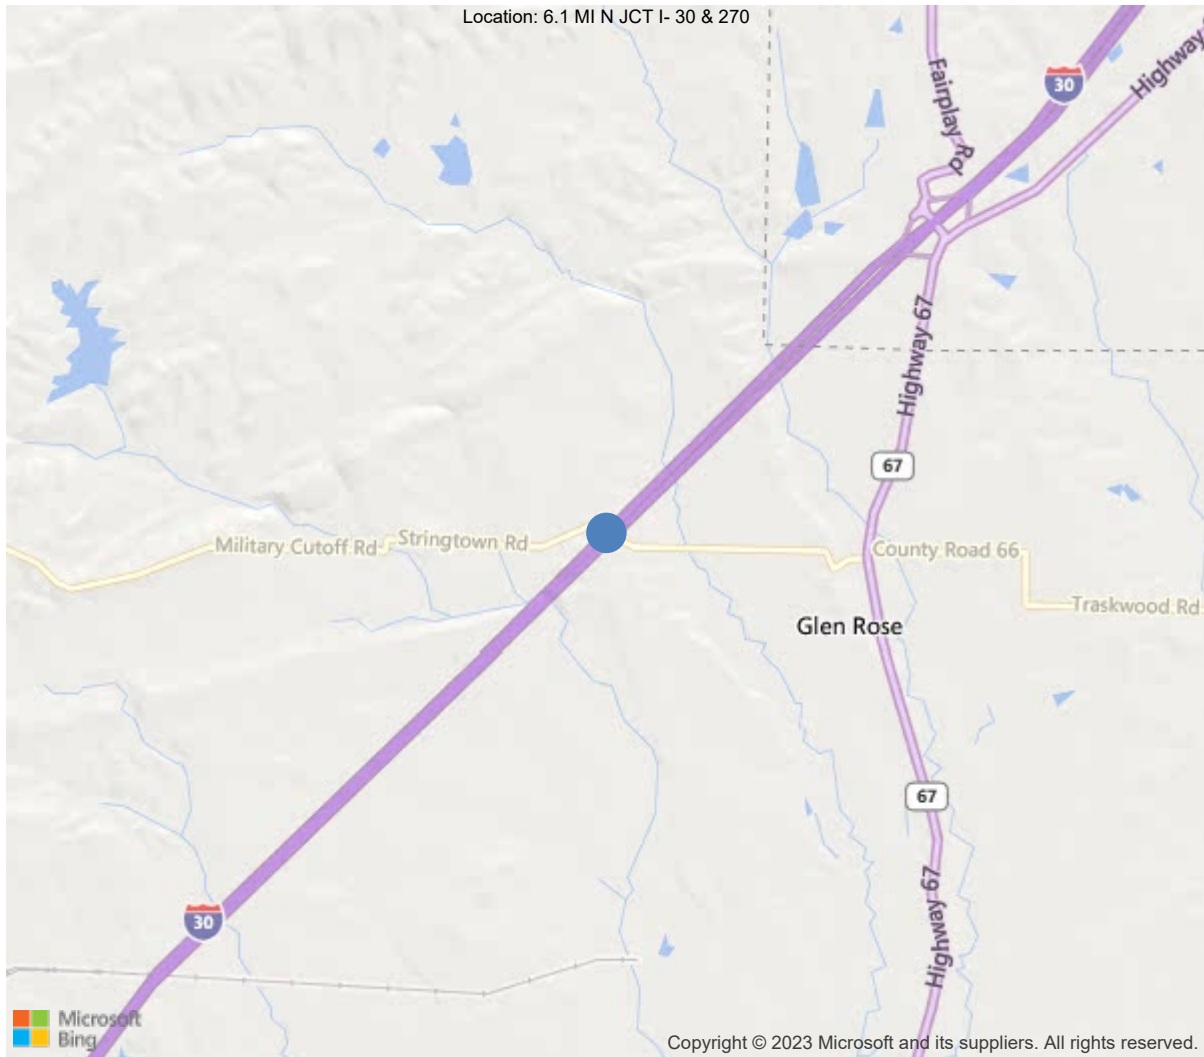 Location: 6.1 MI N JCT I- 30 & 270
Fairplay Rd
30
Highway
Highway 67
67
Military Cutoff Rd
Stringtown Rd
County Road 66
Traskwood Rd
Glen Rose
67
Highway 67
30
Microsoft
Bing
Copyright © 2023 Microsoft and its suppliers. All rights reserved.